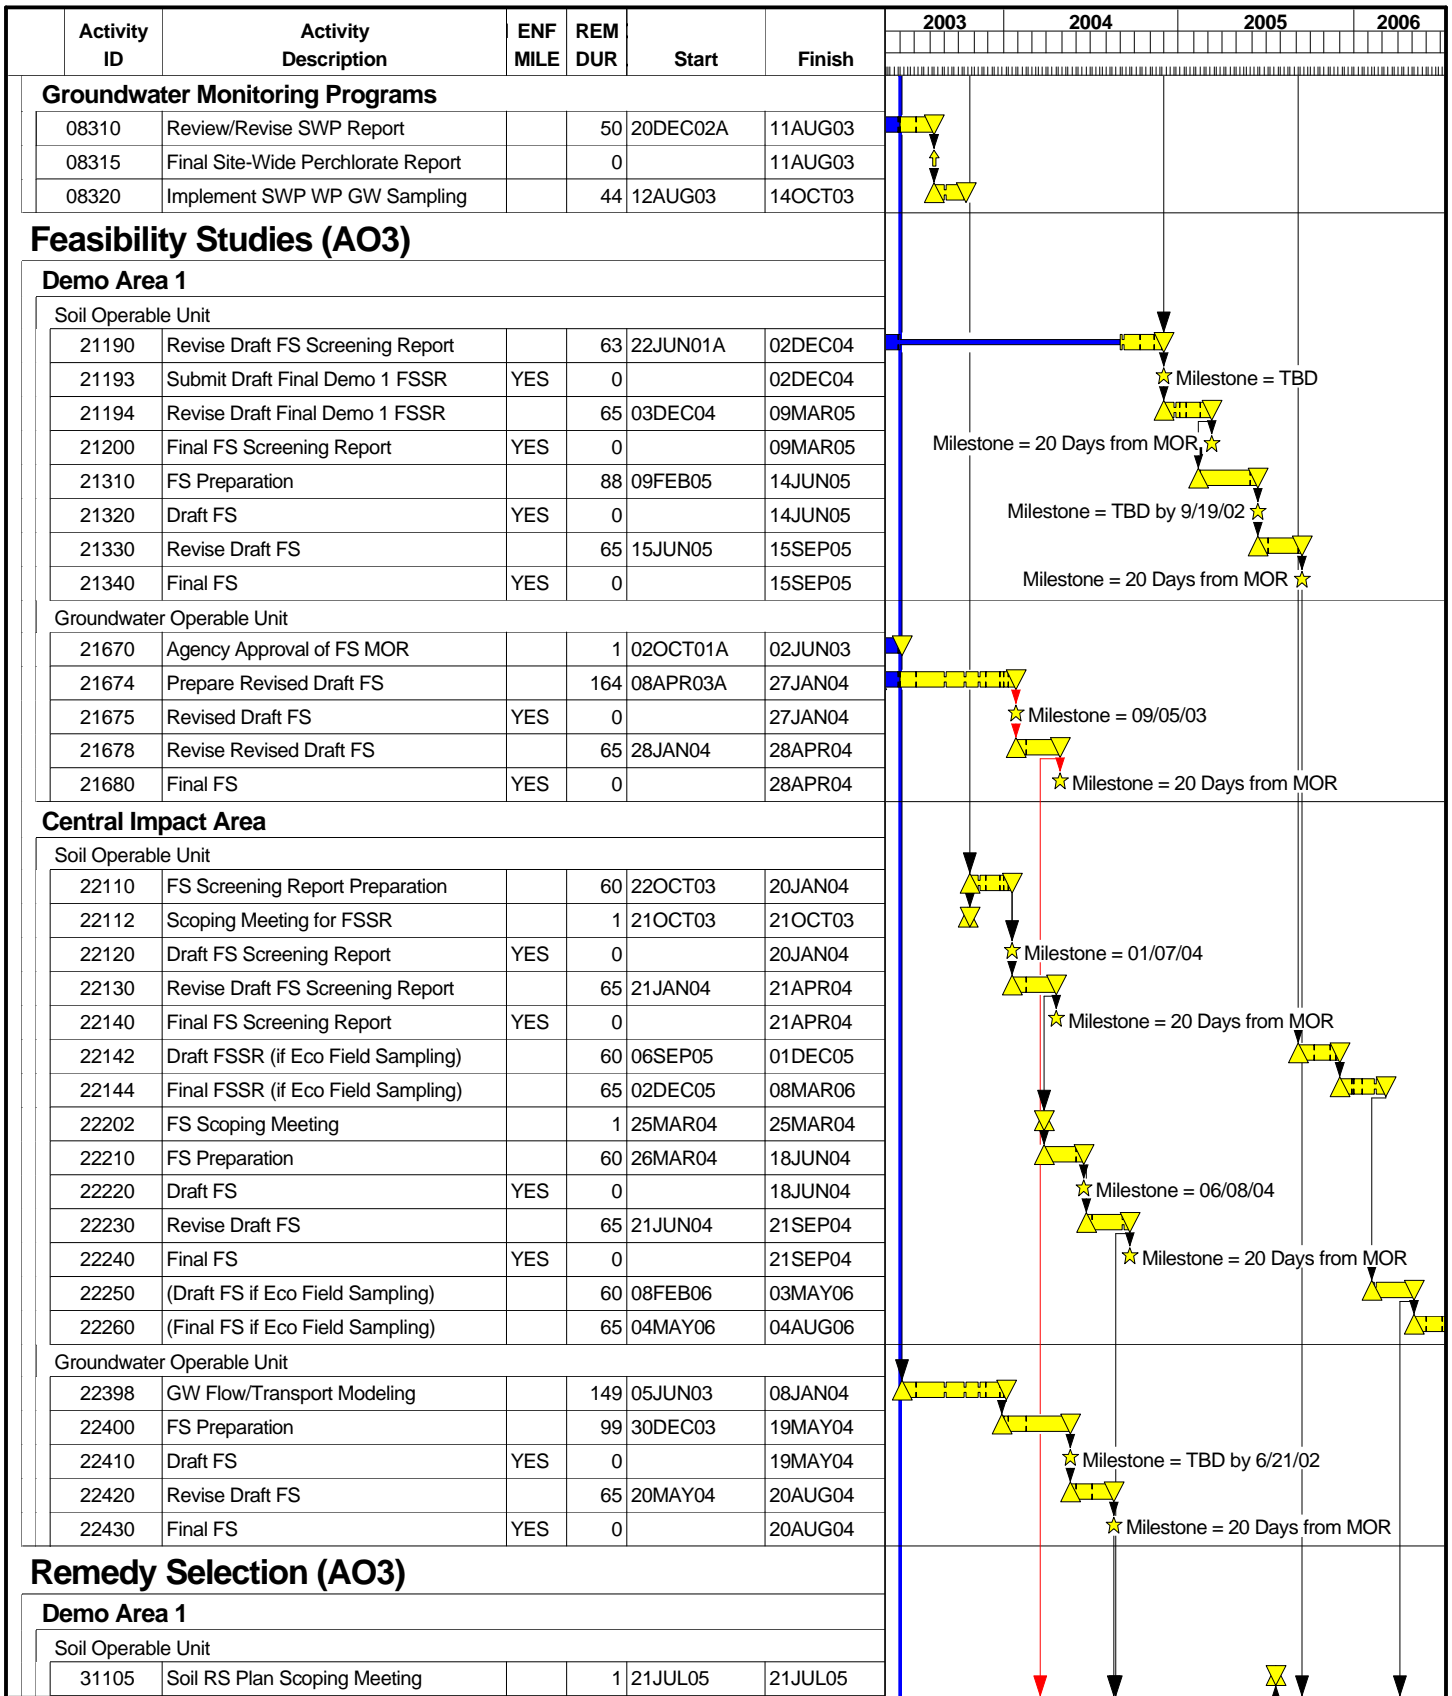 Activity ID Activity Description ENF MILE REM DUR Start Finish 2003 2004 2005 2006
Groundwater Monitoring Programs
08310 Review/Revise SWP Report 50 20DEC02A 11AUG03
08315 Final Site-Wide Perchlorate Report 0 11AUG03
08320 Implement SWP WP GW Sampling 44 12AUG03 14OCT03
Feasibility Studies (AO3)
Demo Area 1
Soil Operable Unit
21190 Revise Draft FS Screening Report 63 22JUN01A 02DEC04
21193 Submit Draft Final Demo 1 FSSR YES 0 02DEC04 Milestone = TBD
21194 Revise Draft Final Demo 1 FSSR 65 03DEC04 09MAR05
21200 Final FS Screening Report YES 0 09MAR05 Milestone = 20 Days from MOR
21310 FS Preparation 88 09FEB05 14JUN05
21320 Draft FS YES 0 14JUN05 Milestone = TBD by 9/19/02
21330 Revise Draft FS 65 15JUN05 15SEP05
21340 Final FS YES 0 15SEP05 Milestone = 20 Days from MOR
Groundwater Operable Unit
21670 Agency Approval of FS MOR 1 02OCT01A 02JUN03
21674 Prepare Revised Draft FS 164 08APR03A 27JAN04
21675 Revised Draft FS YES 0 27JAN04 Milestone = 09/05/03
21678 Revise Revised Draft FS 65 28JAN04 28APR04
21680 Final FS YES 0 28APR04 Milestone = 20 Days from MOR
Central Impact Area
Soil Operable Unit
22110 FS Screening Report Preparation 60 22OCT03 20JAN04
22112 Scoping Meeting for FSSR 1 21OCT03 21OCT03
22120 Draft FS Screening Report YES 0 20JAN04 Milestone = 01/07/04
22130 Revise Draft FS Screening Report 65 21JAN04 21APR04
22140 Final FS Screening Report YES 0 21APR04 Milestone = 20 Days from MOR
22142 Draft FSSR (if Eco Field Sampling) 60 06SEP05 01DEC05
22144 Final FSSR (if Eco Field Sampling) 65 02DEC05 08MAR06
22202 FS Scoping Meeting 1 25MAR04 25MAR04
22210 FS Preparation 60 26MAR04 18JUN04
22220 Draft FS YES 0 18JUN04 Milestone = 06/08/04
22230 Revise Draft FS 65 21JUN04 21SEP04
22240 Final FS YES 0 21SEP04 Milestone = 20 Days from MOR
22250 (Draft FS if Eco Field Sampling) 60 08FEB06 03MAY06
22260 (Final FS if Eco Field Sampling) 65 04MAY06 04AUG06
Groundwater Operable Unit
22398 GW Flow/Transport Modeling 149 05JUN03 08JAN04
22400 FS Preparation 99 30DEC03 19MAY04
22410 Draft FS YES 0 19MAY04 Milestone = TBD by 6/21/02
22420 Revise Draft FS 65 20MAY04 20AUG04
22430 Final FS YES 0 20AUG04 Milestone = 20 Days from MOR
Remedy Selection (AO3)
Demo Area 1
Soil Operable Unit
31105 Soil RS Plan Scoping Meeting 1 21JUL05 21JUL05